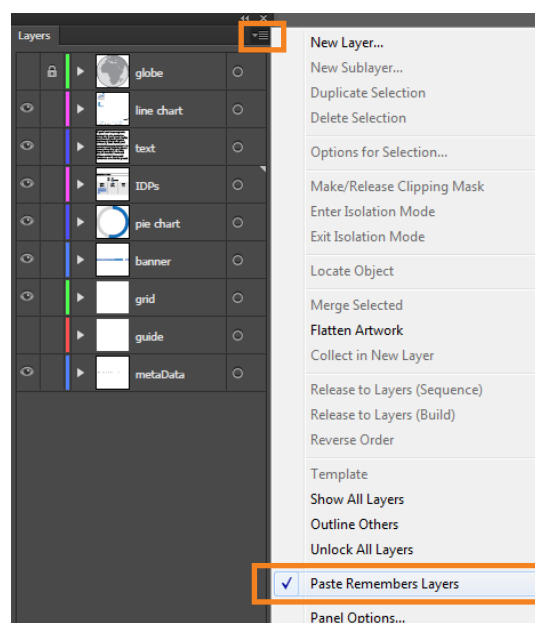 Layers
globe
line chart
text
IDPs
pie chart
banner
grid
guide
metaData
New Layer...
New Sublayer...
Duplicate Selection
Delete Selection
Options for Selection...
Make/Release Clipping Mask
Enter Isolation Mode
Exit Isolation Mode
Locate Object
Merge Selected
Flatten Artwork
Collect in New Layer
Release to Layers (Sequence)
Release to Layers (Build)
Reverse Order
Template
Show All Layers
Outline Others
Unlock All Layers
Paste Remembers Layers
Panel Options...